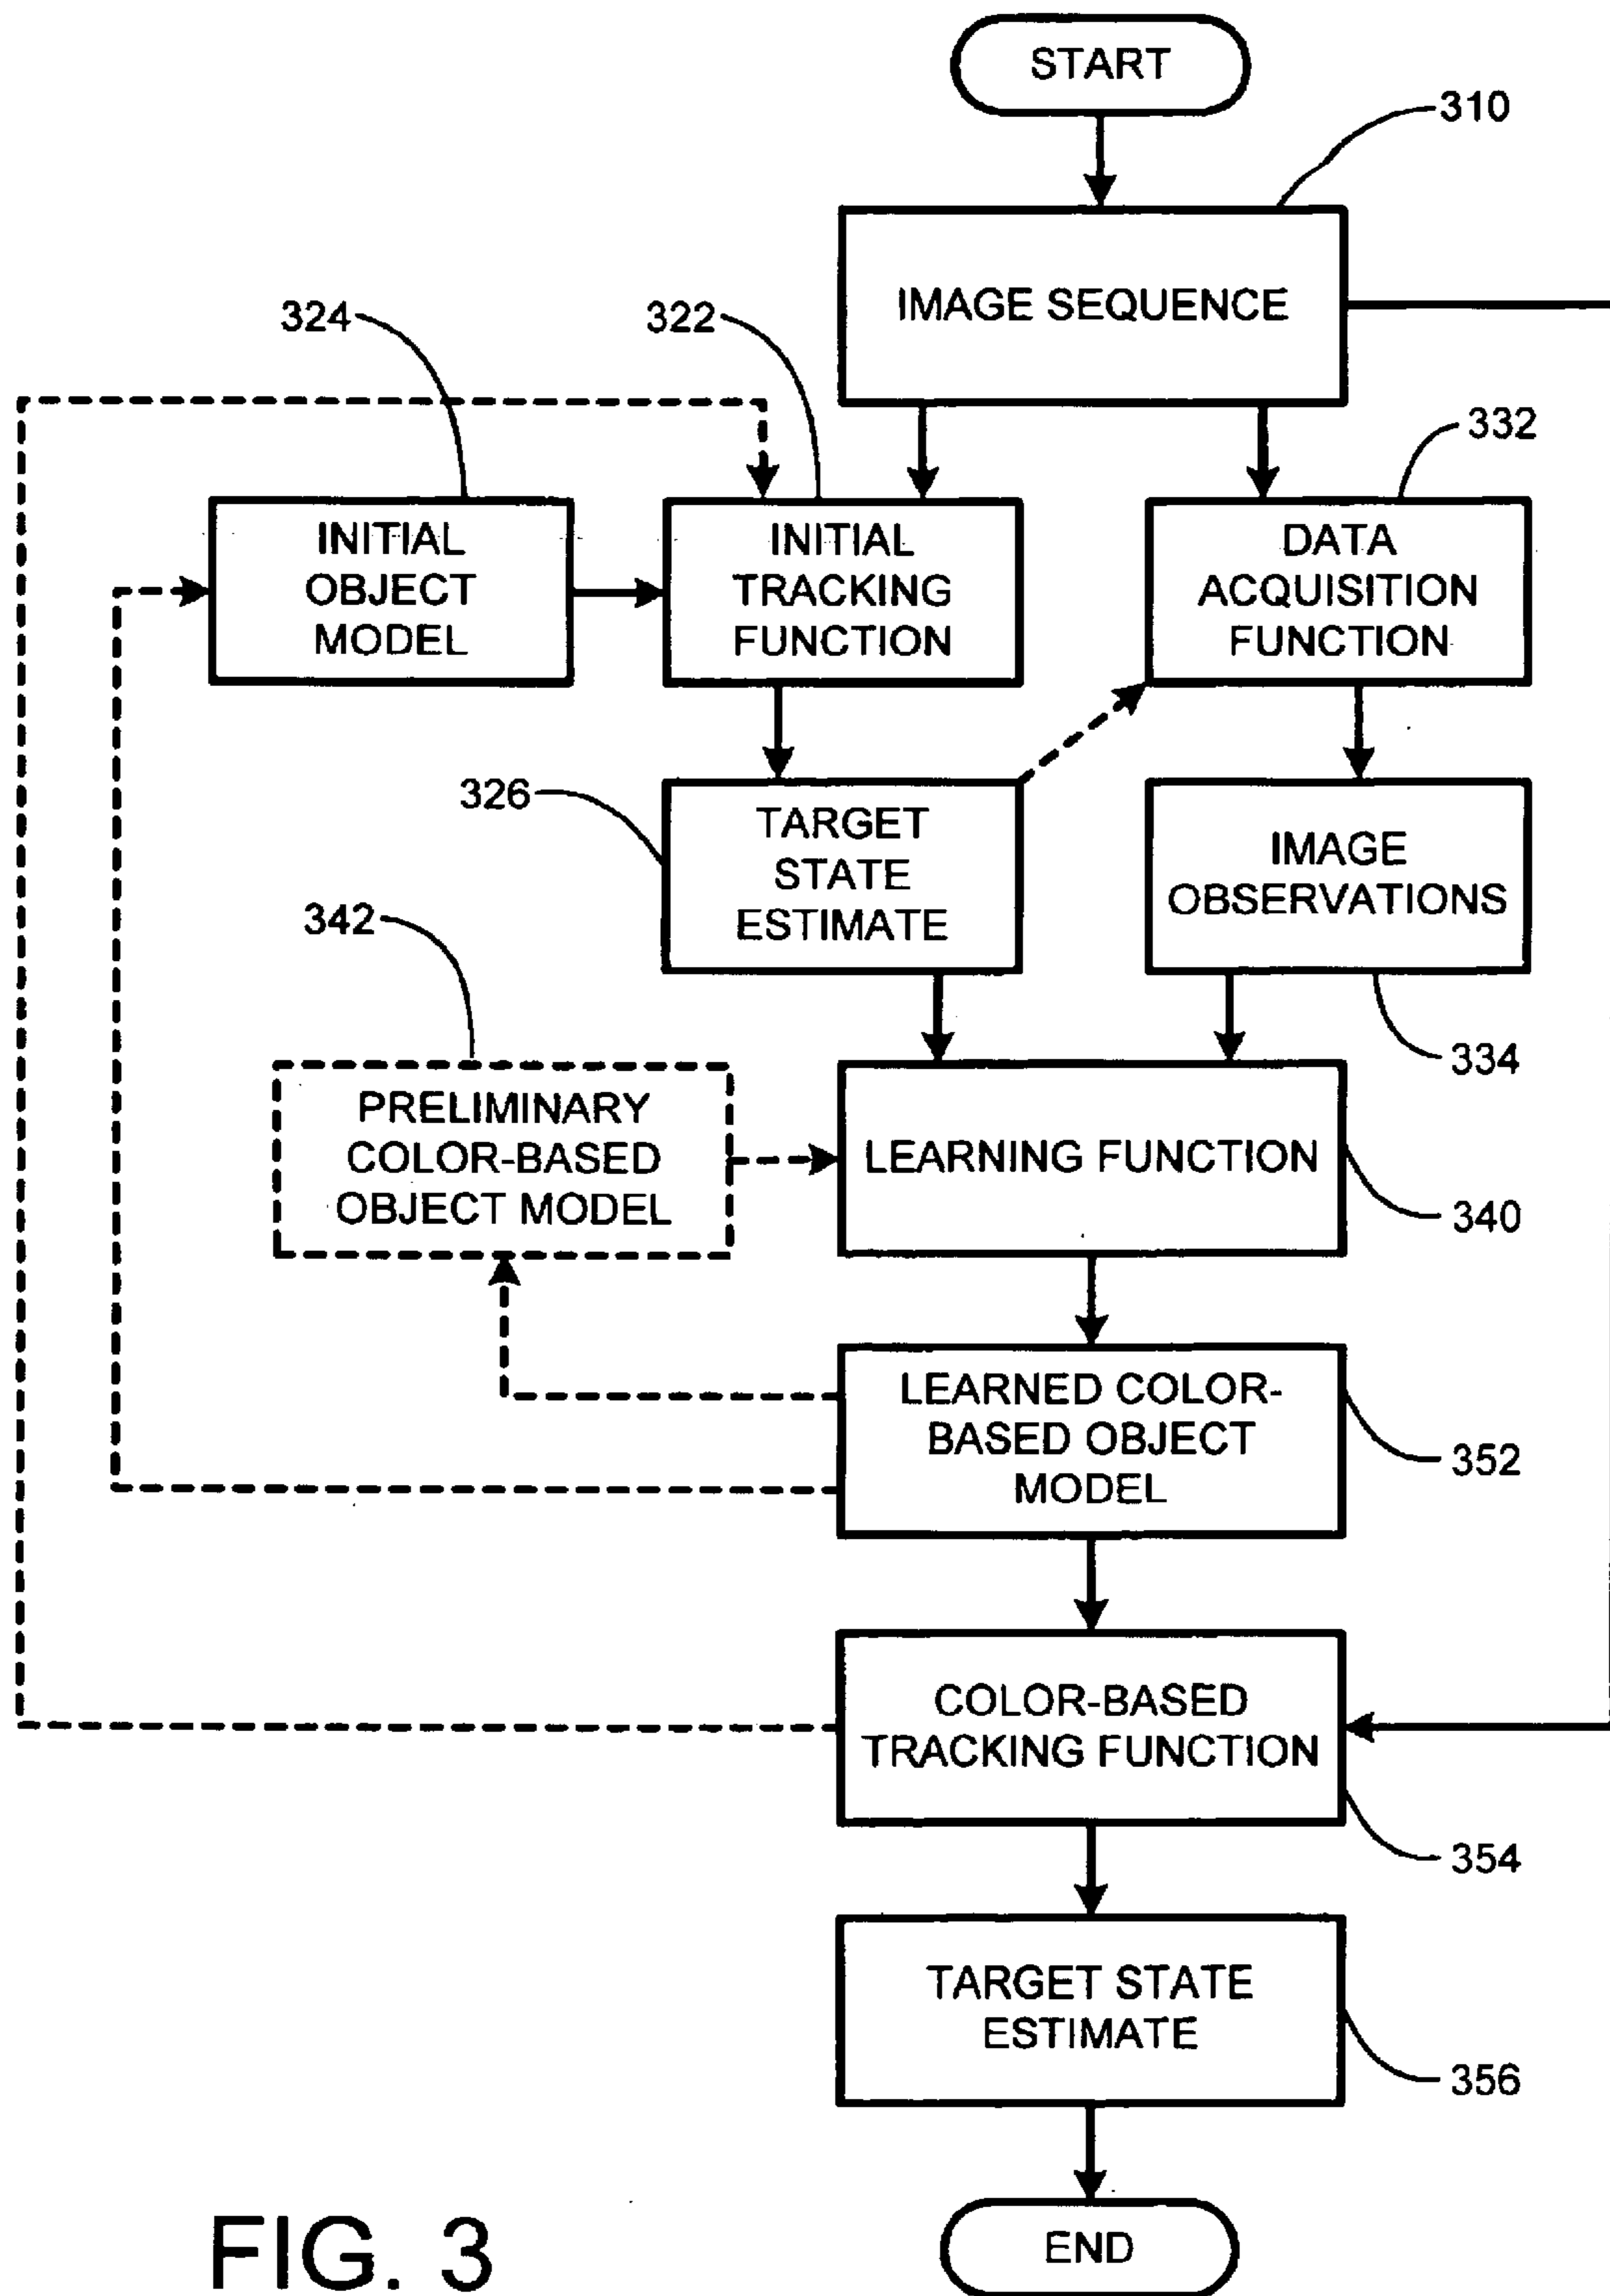 START
310
IMAGE SEQUENCE
324
322
332
INITIAL
OBJECT
MODEL
INITIAL
TRACKING
FUNCTION
DATA
ACQUISITION
FUNCTION
326
TARGET
STATE
ESTIMATE
IMAGE
OBSERVATIONS
342
334
PRELIMINARY
COLOR-BASED
OBJECT MODEL
LEARNING FUNCTION
340
LEARNED COLOR-
BASED OBJECT
MODEL
352
COLOR-BASED
TRACKING FUNCTION
354
TARGET STATE
ESTIMATE
356
END
FIG. 3